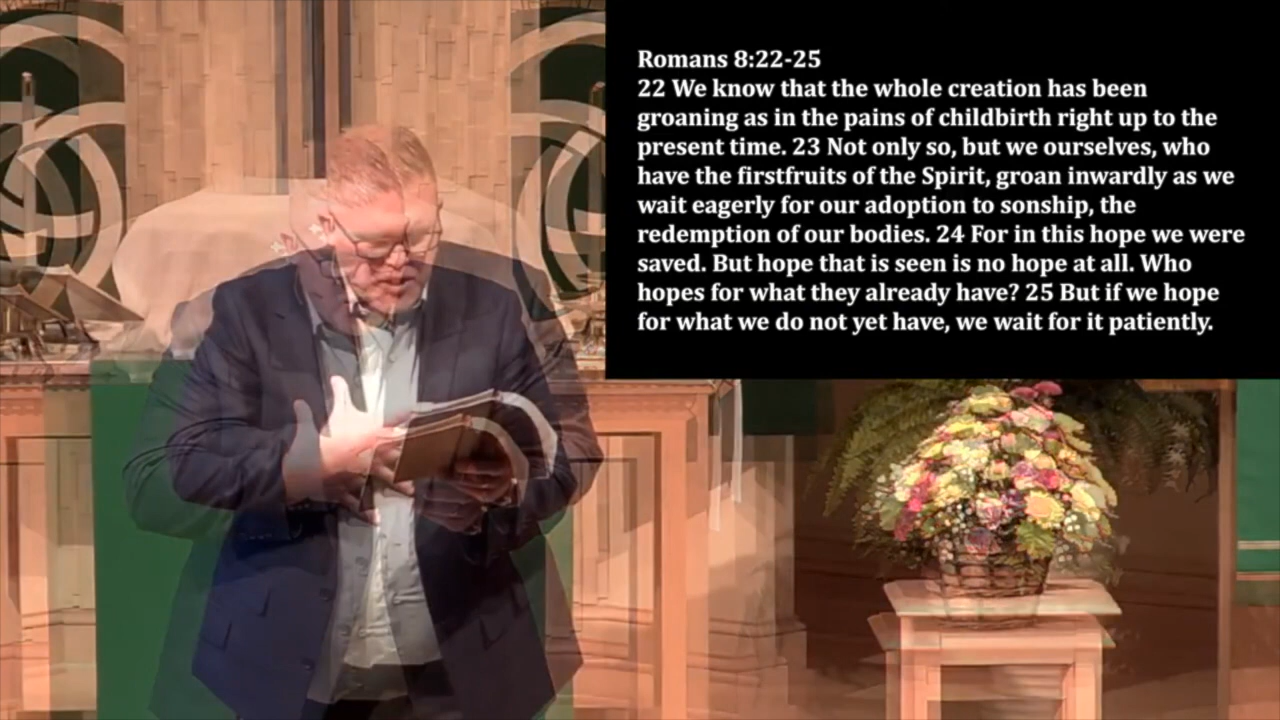 Romans 8:22-25
22 We know that the whole creation has been
groaning as in the pains of childbirth right up to the
present time. 23 Not only so, but we ourselves, who
have the firstfruits of the Spirit, groan inwardly as we
wait eagerly for our adoption to sonship, the
redemption of our bodies. 24 For in this hope we were
saved. But hope that is seen is no hope at all. Who
hopes for what they already have? 25 But if we hope
for what we do not yet have, we wait for it patiently.